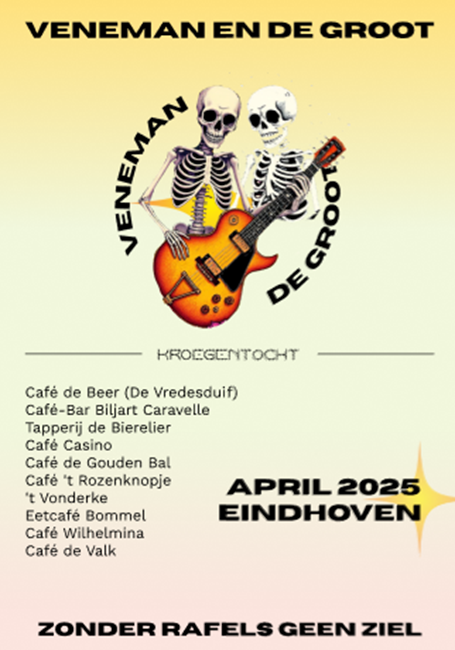 VENEMAN EN DE GROOT
VENEMAN
DE GROOT
KROEGENTOCHT
Café de Beer (De Vredesduif)
Café-Bar Biljart Caravelle
Tapperij de Bierelier
Café Casino
Café de Gouden Bal
Café 't Rozenknopje
't Vonderke
Eetcafé Bommel
Café Wilhelmina
Café de Valk
APRIL 2025
EINDHOVEN
ZONDER RAFELS GEEN ZIEL